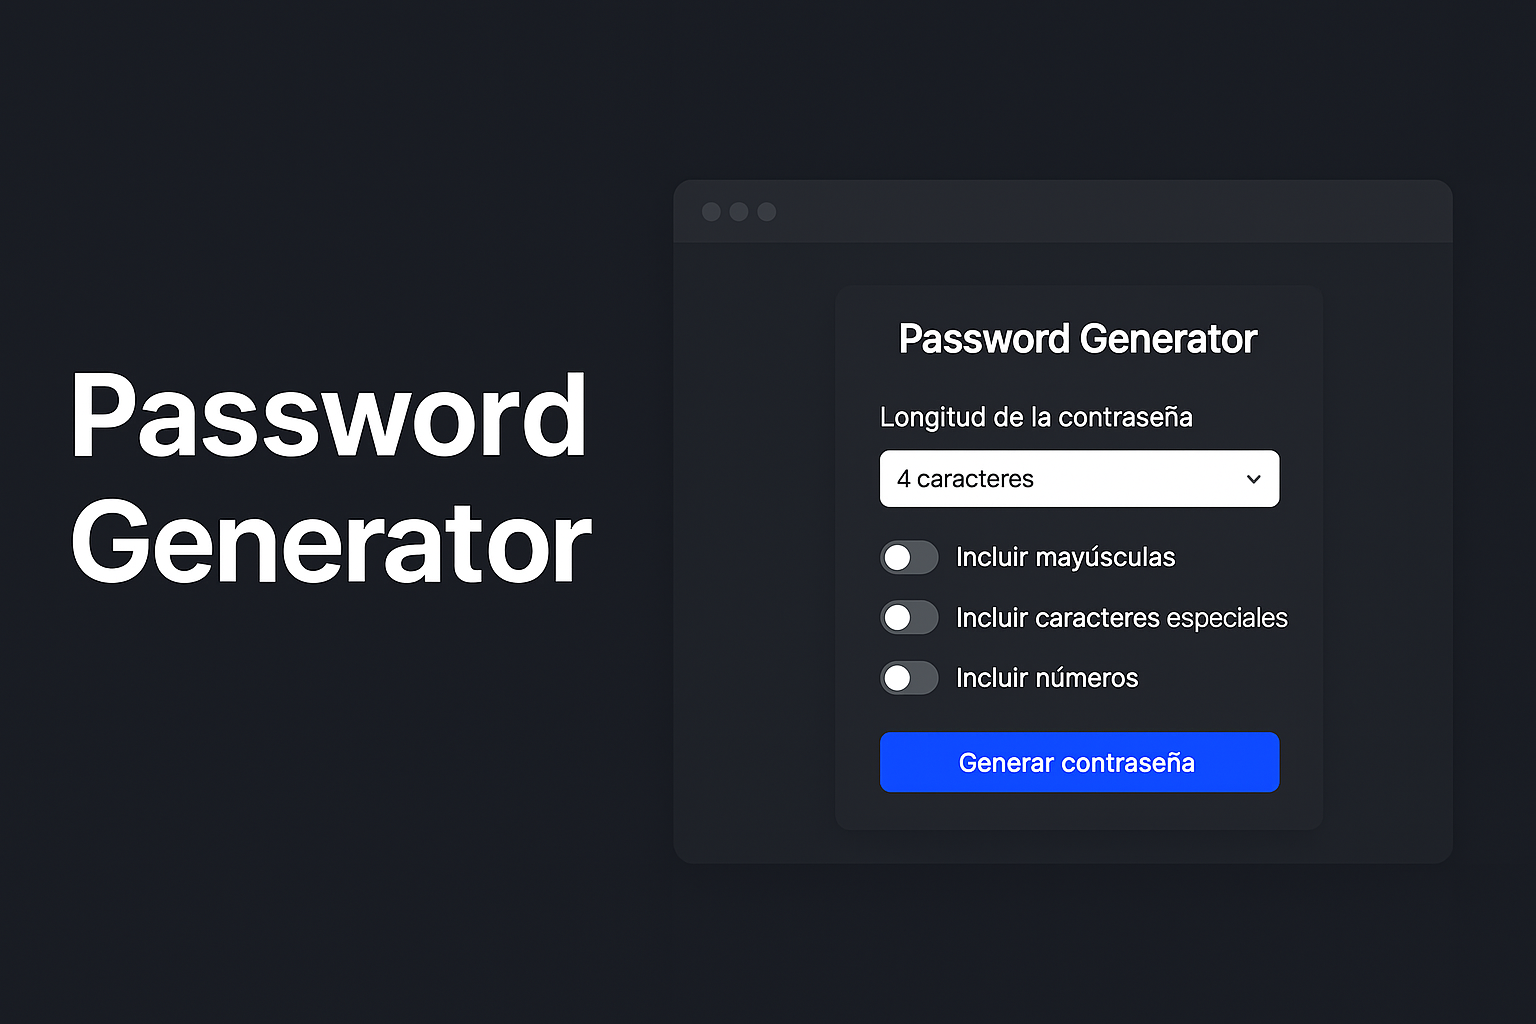 Password
Generator
Password Generator
Longitud de la contraseña
4 caracteres
Incluir mayúsculas
Incluir caracteres especiales
Incluir números
Generar contraseña